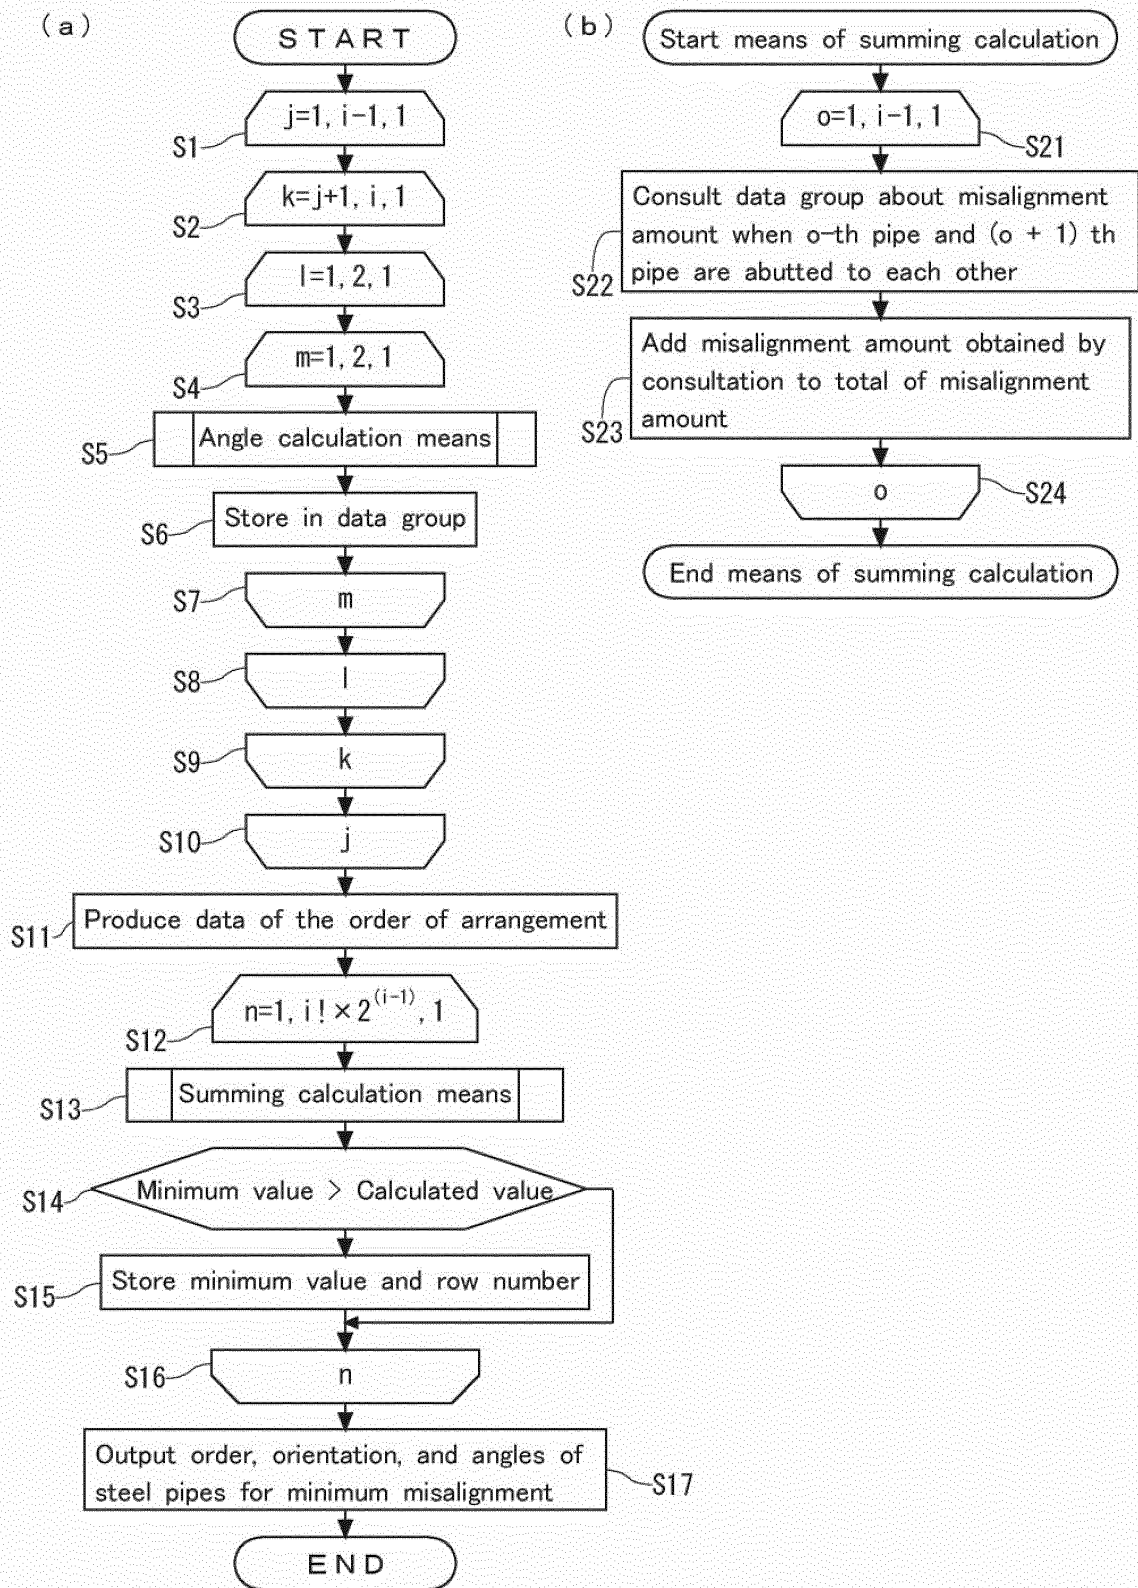 (a)
START
j=1, i-1, 1
S1
k=j+1, i, 1
S2
l=1, 2, 1
S3
m=1, 2, 1
S4
Angle calculation means
S5
Store in data group
S6
m
S7
l
S8
k
S9
j
S10
Produce data of the order of arrangement
S11
n=1, i! × 2^(i-1), 1
S12
Summing calculation means
S13
Minimum value > Calculated value
S14
Store minimum value and row number
S15
n
S16
Output order, orientation, and angles of
steel pipes for minimum misalignment
S17
END
(b)
Start means of summing calculation
o=1, i-1, 1
S21
Consult data group about misalignment
amount when o-th pipe and (o + 1) th
pipe are abutted to each other
S22
Add misalignment amount obtained by
consultation to total of misalignment
amount
S23
o
S24
End means of summing calculation